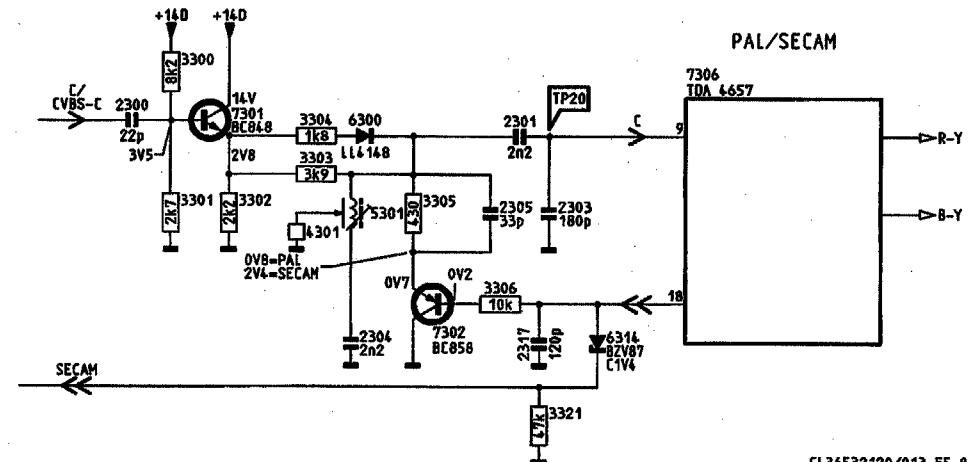 +14D +14D
PAL/SECAM
3300
8k2
C/
CVBS-C
2300
22p
14V
7301
BC848
3V5
2V8
3304
1k8
6300
LL4148
3303
3k9
2301
2n2
TP20
C
9
7306
TDA 4657
R-Y
B-Y
3301
2k7
3302
2k2
4301
5301
3305
430
2305
33p
2303
180p
0V8=PAL
2V4=SECAM
0V7
0V2
3306
10k
18
7302
BC858
2304
2n2
2317
120p
6314
BZV87
C1V4
SECAM
3321
47k